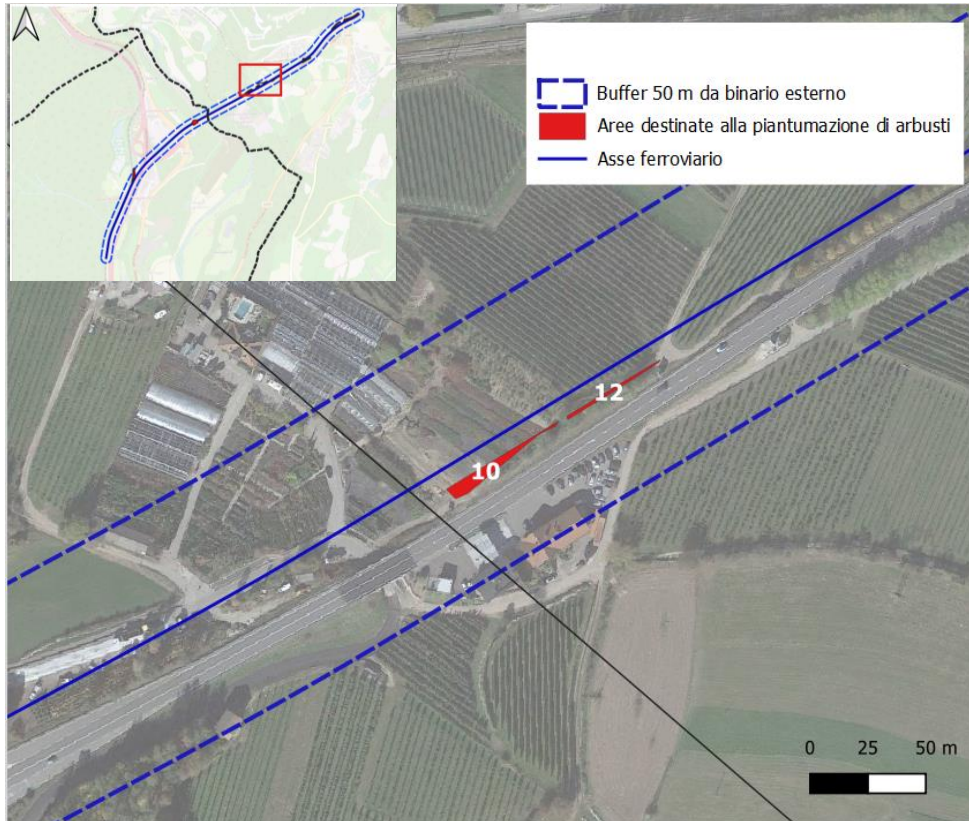 Buffer 50 m da binario esterno
Aree destinate alla piantumazione di arbusti
Asse ferroviario
12
10
0 25 50 m